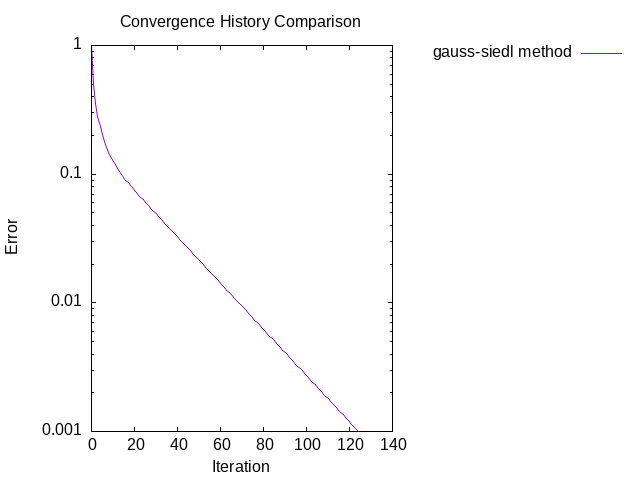 Convergence History Comparison
gauss-siedl method
1
0.1
0.01
0.001
Error
0 20 40 60 80 100 120 140
Iteration